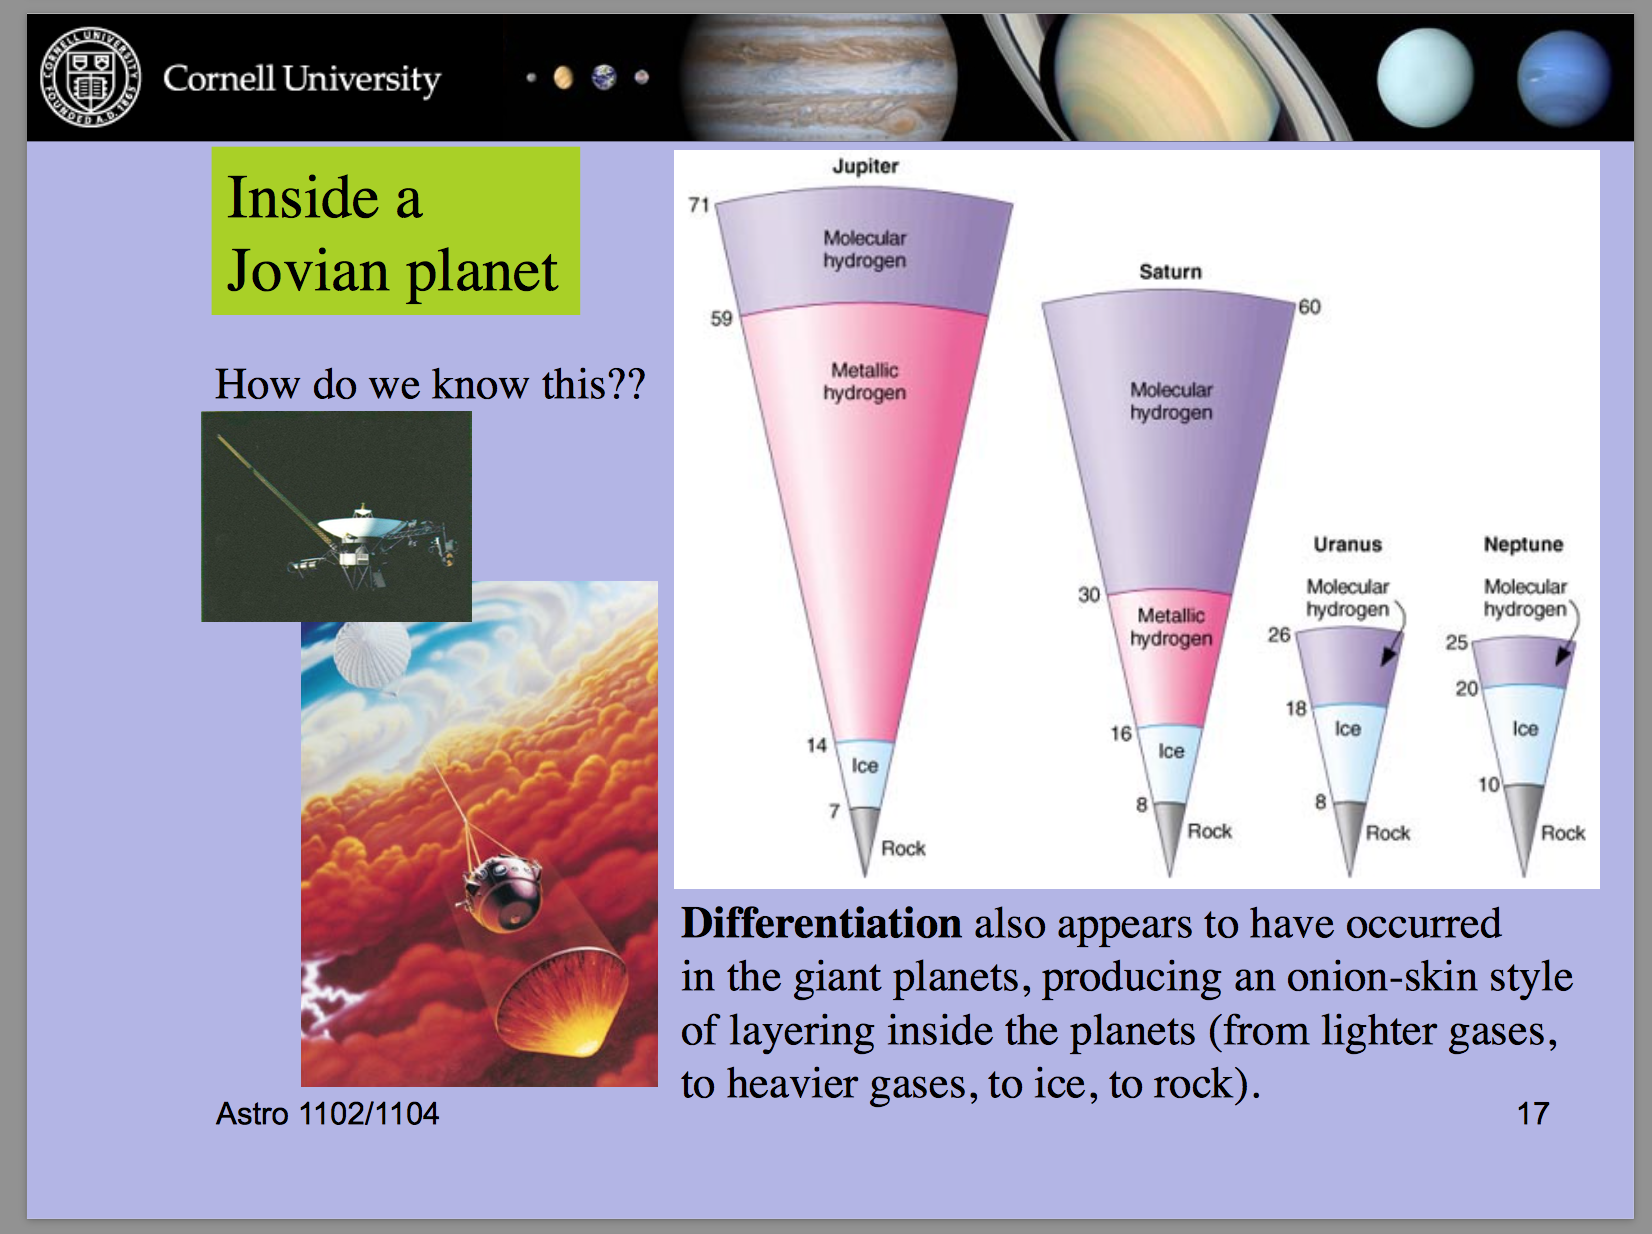 CORNELL UNIVERSITY
FOUNDED A.D. 1865
Cornell University
Inside a
Jovian planet
How do we know this??
Jupiter
71
Molecular
hydrogen
59
Metallic
hydrogen
14
Ice
7
Rock
Saturn
60
Molecular
hydrogen
30
Metallic
hydrogen
16
Ice
8
Rock
Uranus
Molecular
hydrogen
26
18
Ice
8
Rock
Neptune
Molecular
hydrogen
25
20
Ice
10
Rock
Differentiation also appears to have occurred
in the giant planets, producing an onion-skin style
of layering inside the planets (from lighter gases,
to heavier gases, to ice, to rock).
Astro 1102/1104
17